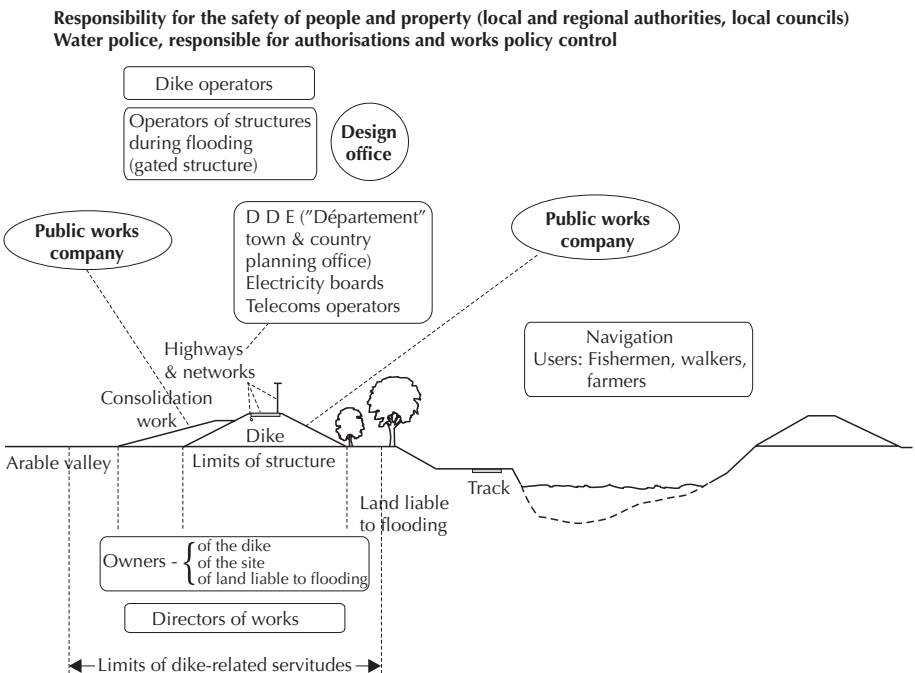 Responsibility for the safety of people and property (local and regional authorities, local councils)
Water police, responsible for authorisations and works policy control
Dike operators
Operators of structures
during flooding
(gated structure)
Design
office
Public works
company
D D E ("Département"
town & country
planning office)
Electricity boards
Telecoms operators
Public works
company
Navigation
Users: Fishermen, walkers,
farmers
Highways
& networks
Consolidation
work
Dike
Arable valley
Limits of structure
Track
Land liable
to flooding
Owners - { of the dike
of the site
of land liable to flooding
Directors of works
Limits of dike-related servitudes